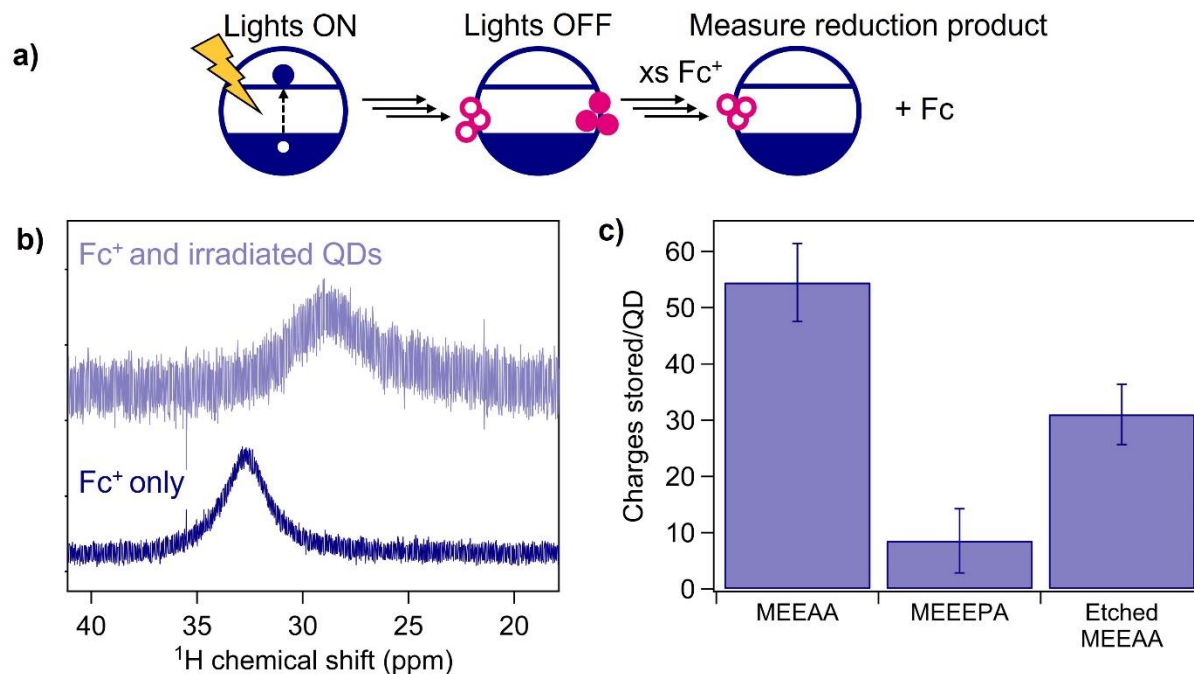 a)
Lights ON
Lights OFF
Measure reduction product
xs Fc⁺
+ Fc
b)
Fc⁺ and irradiated QDs
Fc⁺ only
40 35 30 25 20
¹H chemical shift (ppm)
c)
Charges stored/QD
60
50
40
30
20
10
0
MEEAA
MEEEPA
Etched
MEEAA